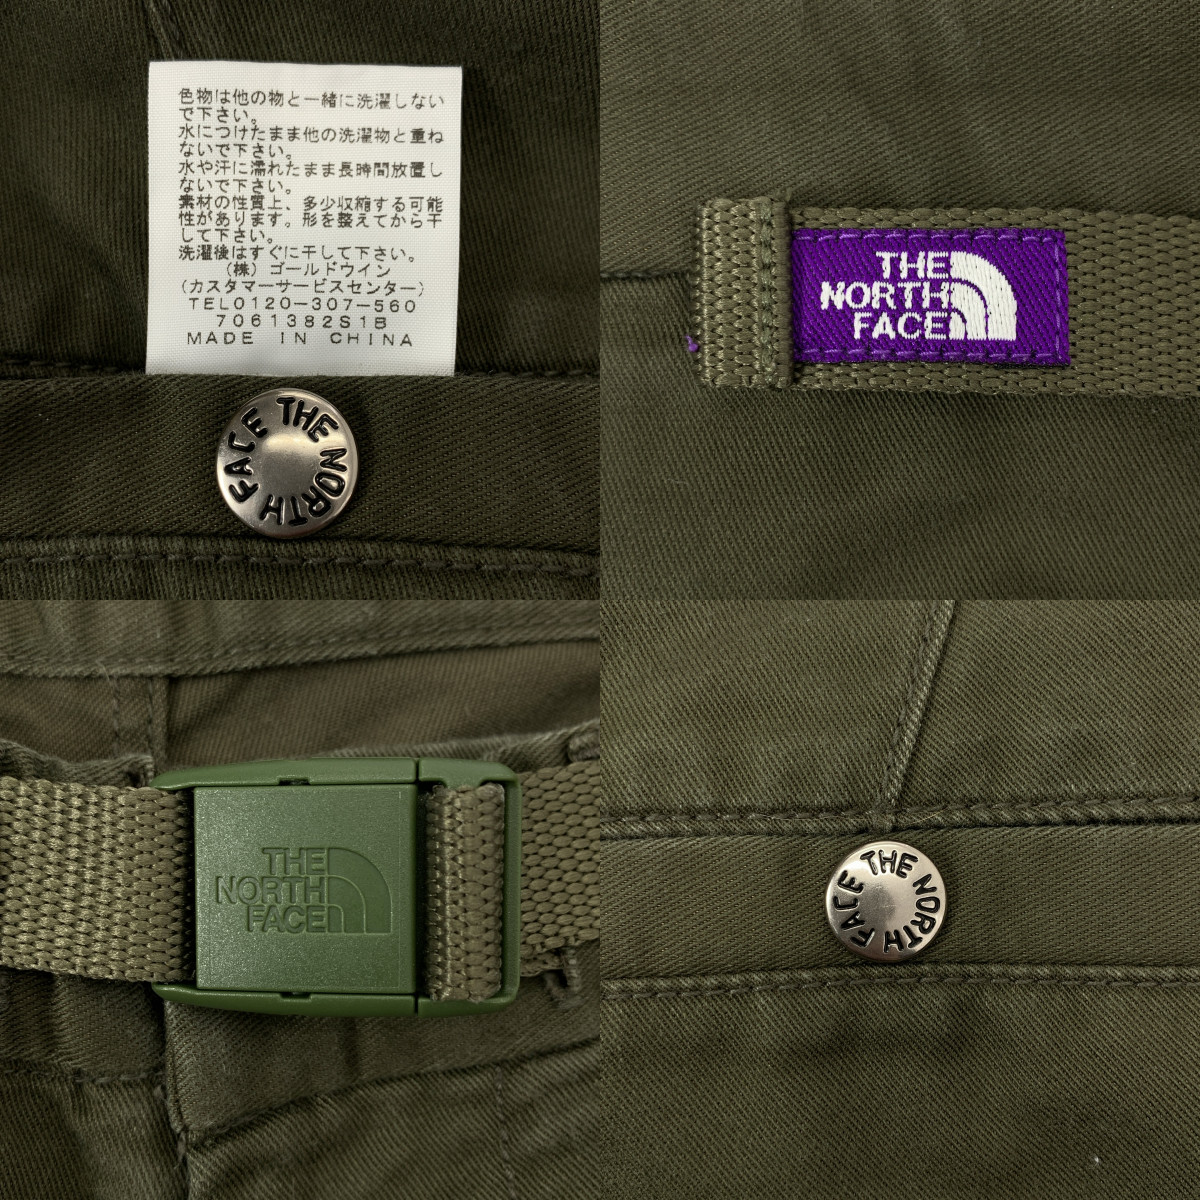 色物は他の物と一緒に洗濯しない
で下さい。
水につけたまま他の洗濯物と重ね
ないで下さい。
水や汗に濡れたまま長時間放置し
ないで下さい。
素材の性質上、多少収縮する可能
性があります。形を整えてから干
して下さい。
洗濯後はすぐに干して下さい。
(株)ゴールドウイン
(カスタマーサービスセンター)
TEL0120-307-560
7061382S1B
MADE IN CHINA
THE NORTH FACE
THE
NORTH
FACE
THE
NORTH
FACE
THE NORTH FACE